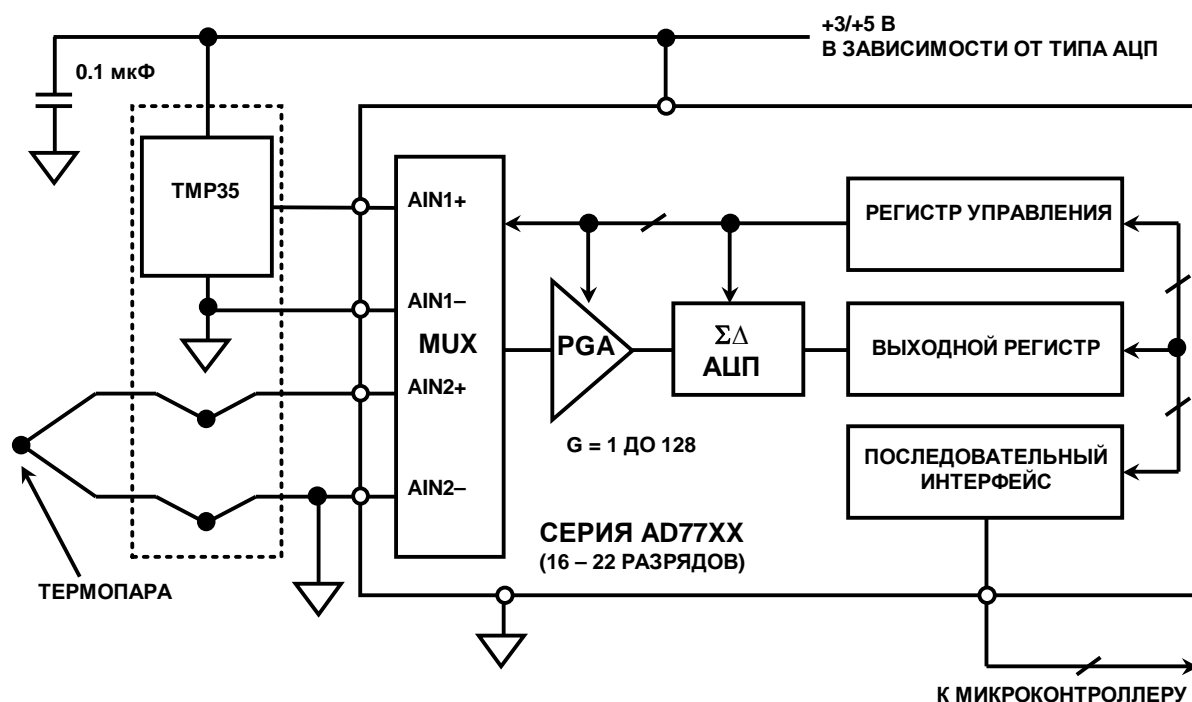 +3/+5 В
В ЗАВИСИМОСТИ ОТ ТИПА АЦП
0.1 мкФ
TMP35
AIN1+
AIN1–
MUX
AIN2+
AIN2–
PGA
G = 1 ДО 128
ΣΔ
АЦП
РЕГИСТР УПРАВЛЕНИЯ
ВЫХОДНОЙ РЕГИСТР
ПОСЛЕДОВАТЕЛЬНЫЙ
ИНТЕРФЕЙС
СЕРИЯ AD77XX
(16 – 22 РАЗРЯДОВ)
ТЕРМОПАРА
К МИКРОКОНТРОЛЛЕРУ